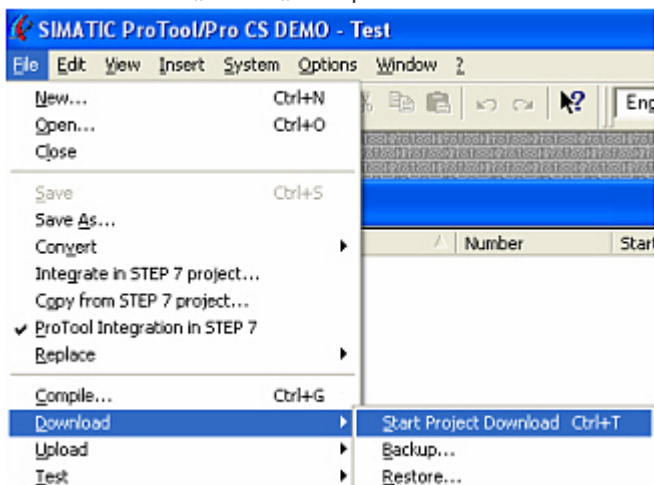 SIMATIC ProTool/Pro CS DEMO - Test
File Edit View Insert System Options Window ?
New... Ctrl+N
Open... Ctrl+O
Close
Save Ctrl+S
Save As...
Convert
Integrate in STEP 7 project...
Copy from STEP 7 project...
ProTool Integration in STEP 7
Replace
Compile... Ctrl+G
Download
Upload
Test
Eng
Number Start
Start Project Download Ctrl+T
Backup...
Restore...